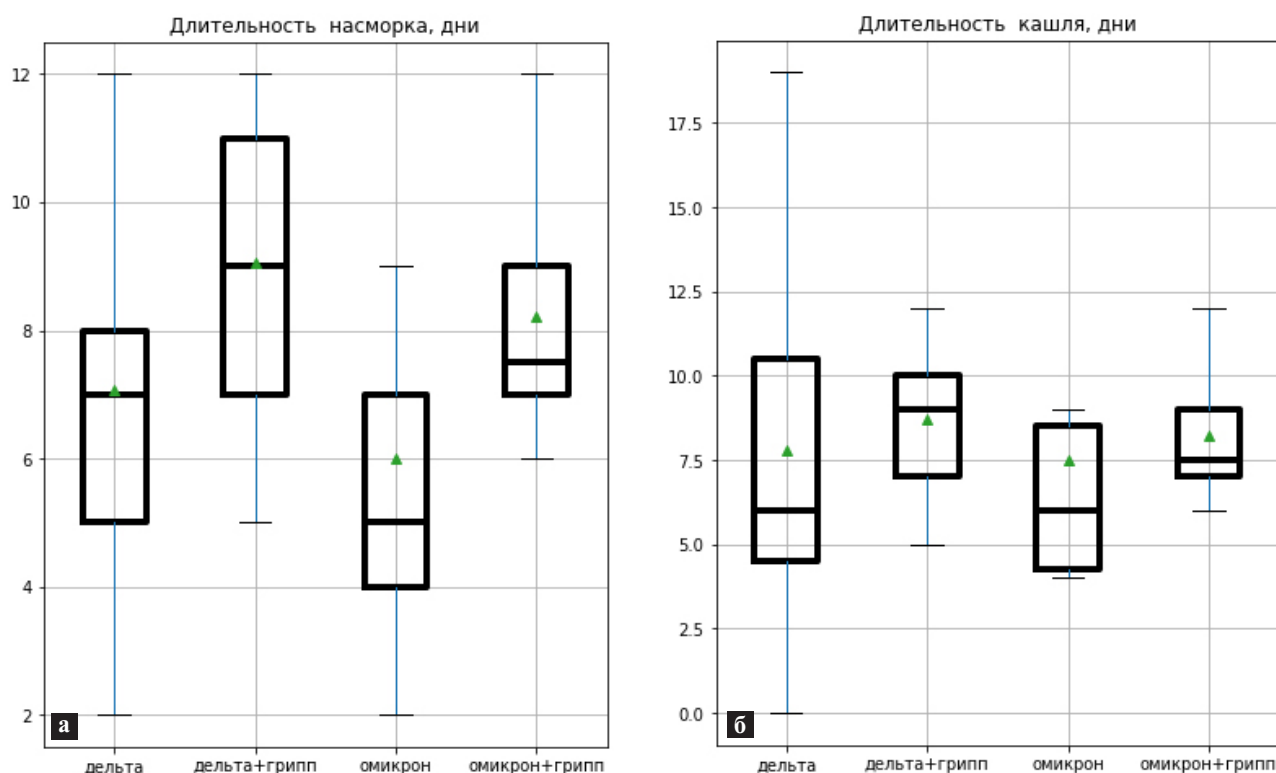 Длительность насморка, дни
12
10
8
6
4
2
а
дельта
дельта+грипп
омикрон
омикрон+грипп
Длительность кашля, дни
17.5
15.0
12.5
10.0
7.5
5.0
2.5
0.0
б
дельта
дельта+грипп
омикрон
омикрон+грипп